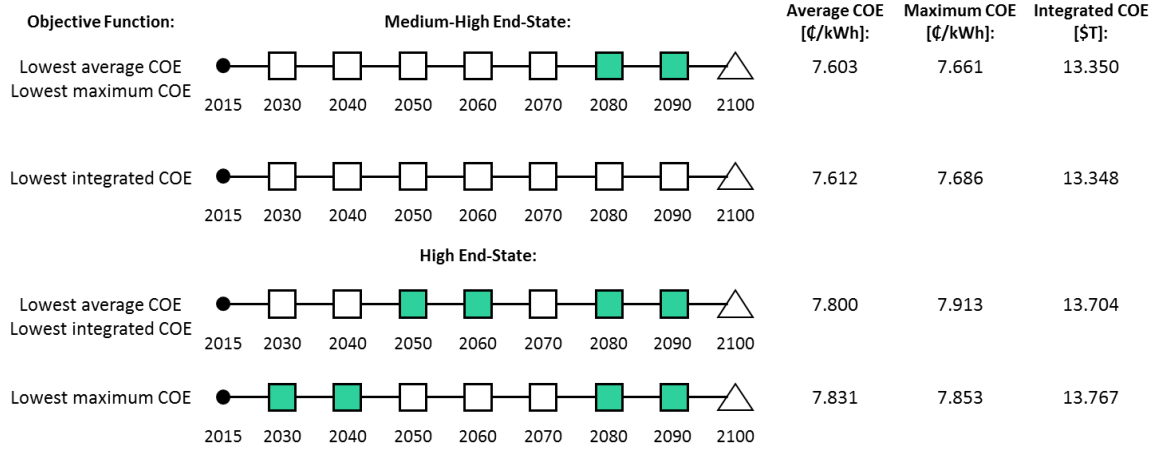 Objective Function:
Medium-High End-State:
Average COE
[₵/kWh]:
Maximum COE
[₵/kWh]:
Integrated COE
[$T]:
Lowest average COE
Lowest maximum COE
7.603
7.661
13.350
2015 2030 2040 2050 2060 2070 2080 2090 2100
Lowest integrated COE
7.612
7.686
13.348
2015 2030 2040 2050 2060 2070 2080 2090 2100
High End-State:
Lowest average COE
Lowest integrated COE
7.800
7.913
13.704
2015 2030 2040 2050 2060 2070 2080 2090 2100
Lowest maximum COE
7.831
7.853
13.767
2015 2030 2040 2050 2060 2070 2080 2090 2100